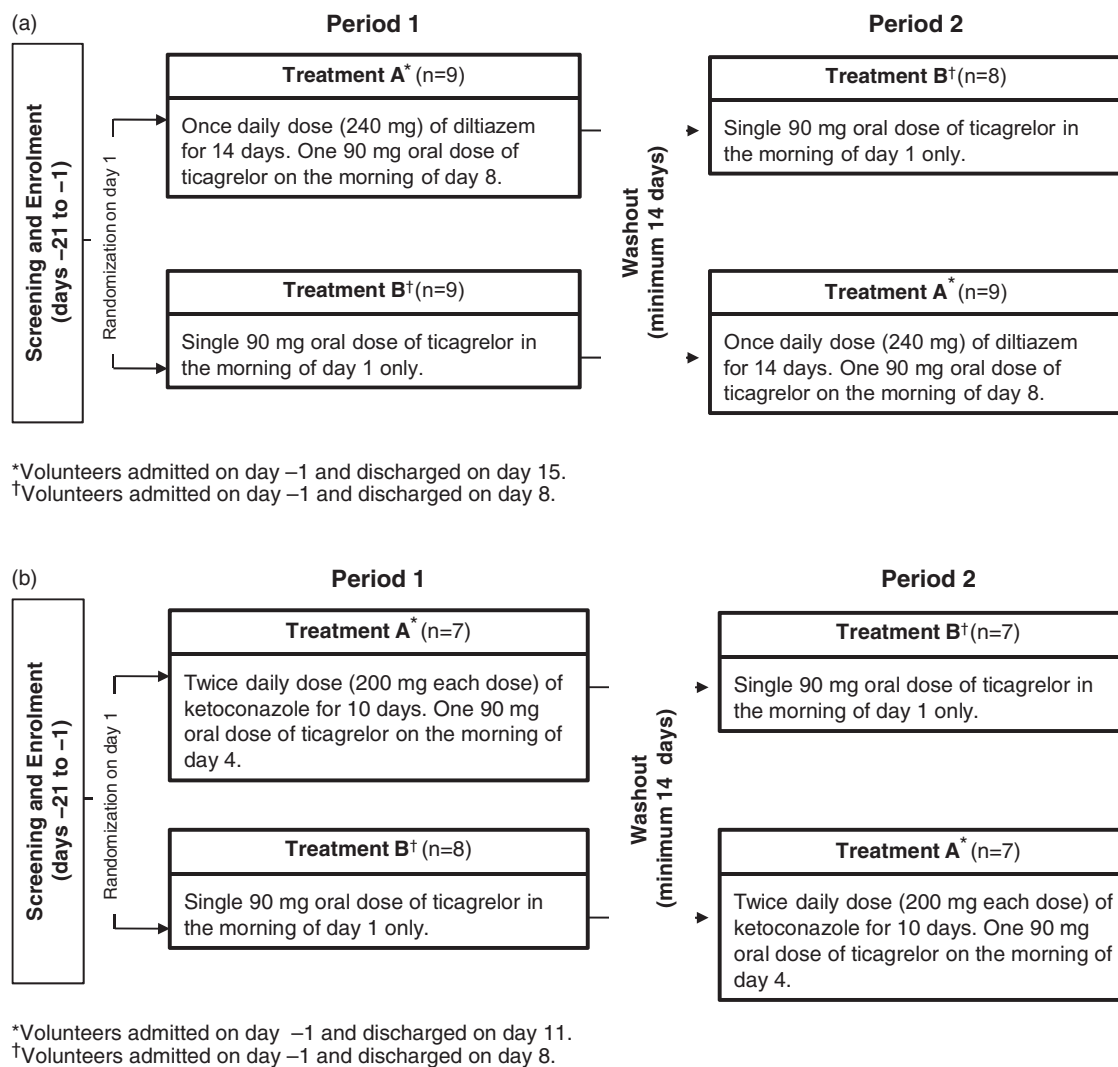 (a)
Period 1
Period 2
Screening and Enrolment
(days –21 to –1)
Randomization on day 1
Treatment A* (n=9)
Once daily dose (240 mg) of diltiazem
for 14 days. One 90 mg oral dose of
ticagrelor on the morning of day 8.
Treatment B† (n=9)
Single 90 mg oral dose of ticagrelor in
the morning of day 1 only.
Washout
(minimum 14 days)
Treatment B† (n=8)
Single 90 mg oral dose of ticagrelor in
the morning of day 1 only.
Treatment A* (n=9)
Once daily dose (240 mg) of diltiazem
for 14 days. One 90 mg oral dose of
ticagrelor on the morning of day 8.
*Volunteers admitted on day –1 and discharged on day 15.
†Volunteers admitted on day –1 and discharged on day 8.
(b)
Period 1
Period 2
Screening and Enrolment
(days –21 to –1)
Randomization on day 1
Treatment A* (n=7)
Twice daily dose (200 mg each dose) of
ketoconazole for 10 days. One 90 mg
oral dose of ticagrelor on the morning of
day 4.
Treatment B† (n=8)
Single 90 mg oral dose of ticagrelor in
the morning of day 1 only.
Washout
(minimum 14 days)
Treatment B† (n=7)
Single 90 mg oral dose of ticagrelor in
the morning of day 1 only.
Treatment A* (n=7)
Twice daily dose (200 mg each dose) of
ketoconazole for 10 days. One 90 mg
oral dose of ticagrelor on the morning of
day 4.
*Volunteers admitted on day –1 and discharged on day 11.
†Volunteers admitted on day –1 and discharged on day 8.